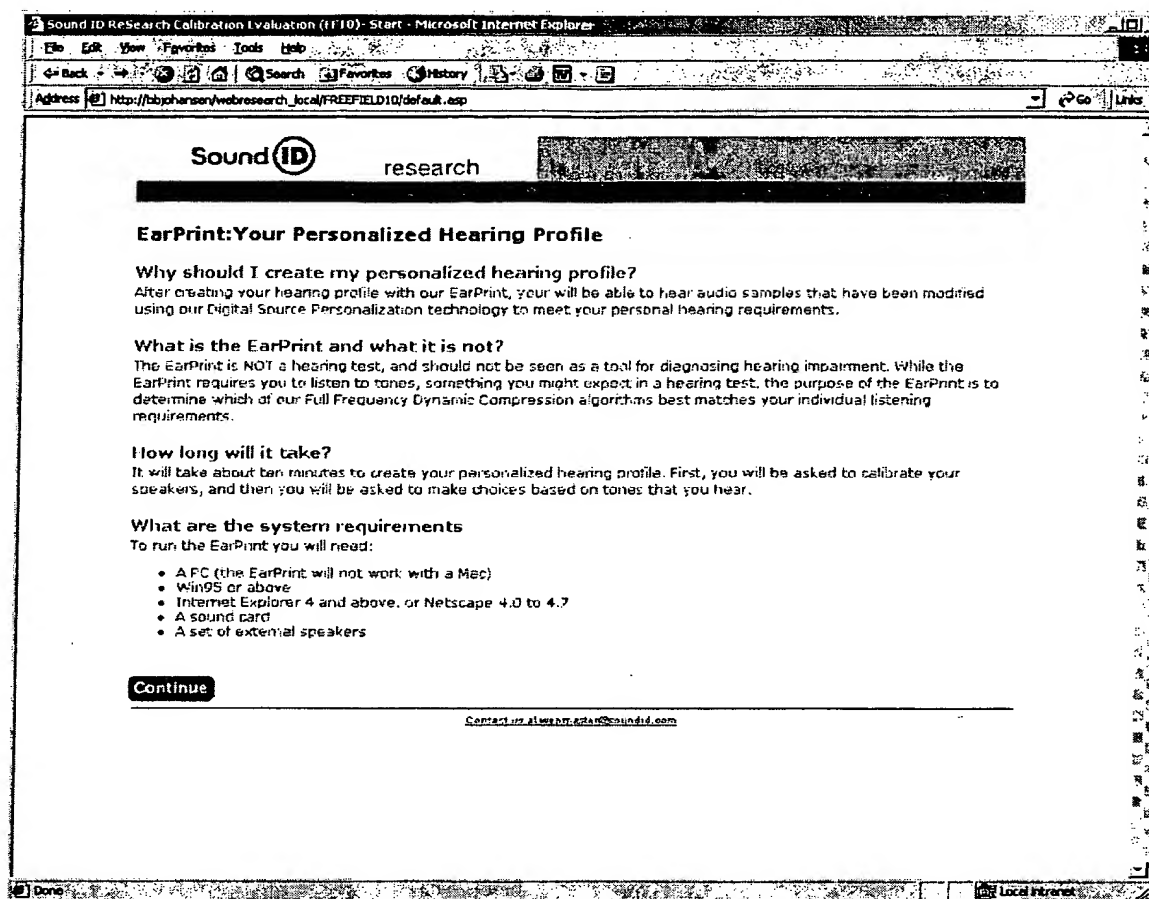 Sound ID ReSearch Calibration Evaluation (FF10)- Start - Microsoft Internet Explorer
File Edit View Favorites Tools Help
Back Search Favorites History
Address http://bbjohansen/webresearch_local/FREEFIELD10/default.asp Go Links
Sound ID research
EarPrint:Your Personalized Hearing Profile
Why should I create my personalized hearing profile?
After creating your hearing profile with our EarPrint, your will be able to hear audio samples that have been modified
using our Digital Source Personalization technology to meet your personal hearing requirements.
What is the EarPrint and what it is not?
The EarPrint is NOT a hearing test, and should not be seen as a tool for diagnosing hearing impairment. While the
EarPrint requires you to listen to tones, something you might expect in a hearing test, the purpose of the EarPrint is to
determine which of our Full Frequency Dynamic Compression algorithms best matches your individual listening
requirements.
How long will it take?
It will take about ten minutes to create your personalized hearing profile. First, you will be asked to calibrate your
speakers, and then you will be asked to make choices based on tones that you hear.
What are the system requirements
To run the EarPrint you will need:
• A PC (the EarPrint will not work with a Mac)
• Win95 or above
• Internet Explorer 4 and above, or Netscape 4.0 to 4.7
• A sound card
• A set of external speakers
Continue
Contact us at webmaster@soundid.com
Done Local intranet